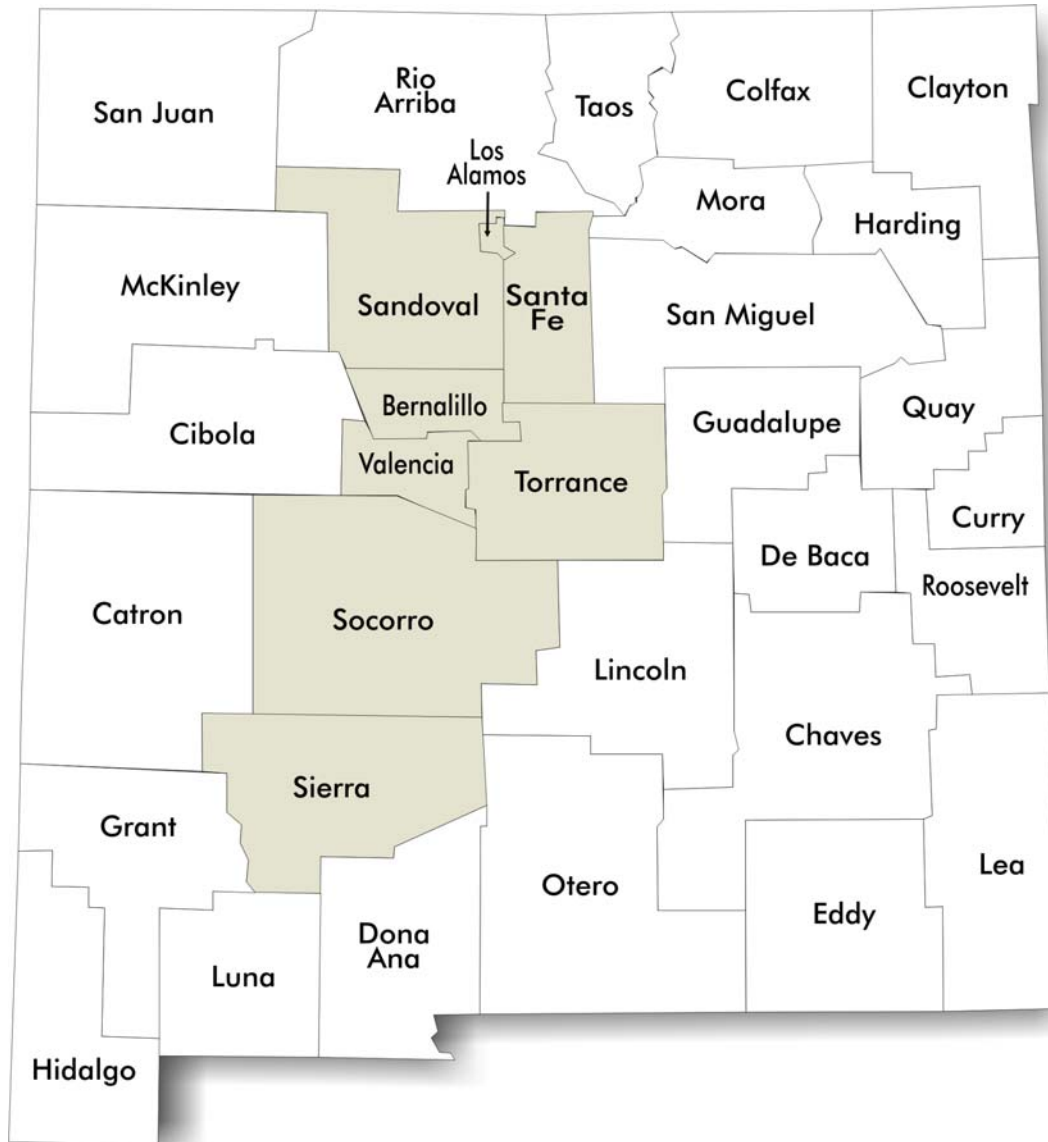 San Juan
Rio
Arriba
Taos
Colfax
Clayton
Los
Alamos
Mora
Harding
McKinley
Sandoval
Santa
Fe
San Miguel
Bernalillo
Cibola
Valencia
Guadalupe
Quay
Torrance
Curry
De Baca
Roosevelt
Catron
Socorro
Lincoln
Chaves
Sierra
Grant
Otero
Lea
Eddy
Dona
Ana
Luna
Hidalgo